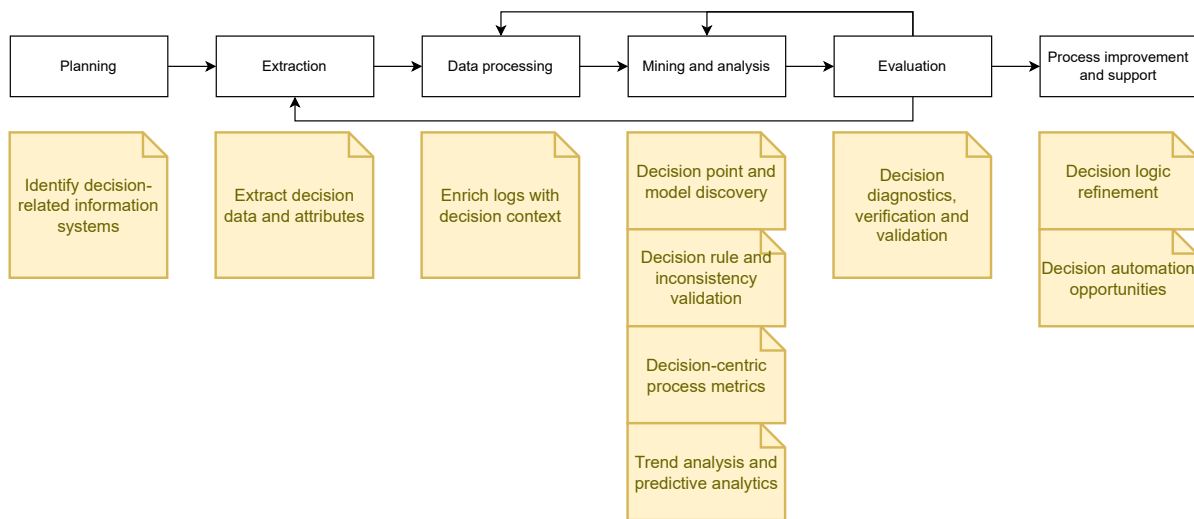 Planning
Extraction
Data processing
Mining and analysis
Evaluation
Process improvement
and support
Identify decision-
related information
systems
Extract decision
data and attributes
Enrich logs with
decision context
Decision point and
model discovery
Decision rule and
inconsistency
validation
Decision-centric
process metrics
Trend analysis and
predictive analytics
Decision
diagnostics,
verification and
validation
Decision logic
refinement
Decision automation
opportunities